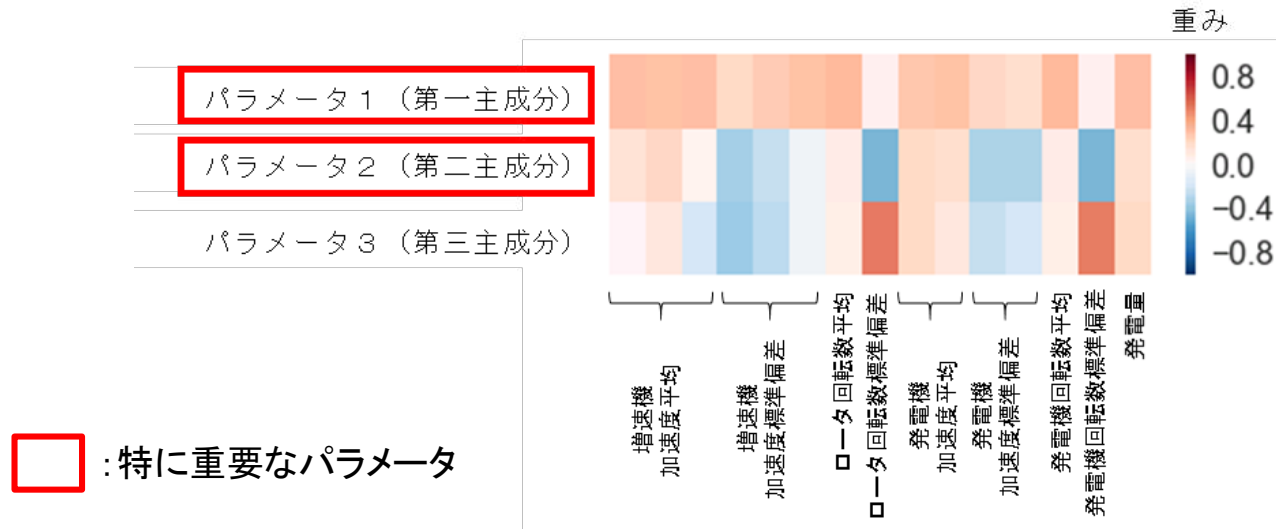 重み
パラメータ１（第一主成分）
パラメータ２（第二主成分）
パラメータ３（第三主成分）
0.8
0.4
0.0
−0.4
−0.8
増速機
加速度平均
増速機
加速度標準偏差
ロータ回転数平均
ロータ回転数標準偏差
発電機
加速度平均
発電機
加速度標準偏差
発電機回転数平均
発電機回転数標準偏差
発電量
：特に重要なパラメータ